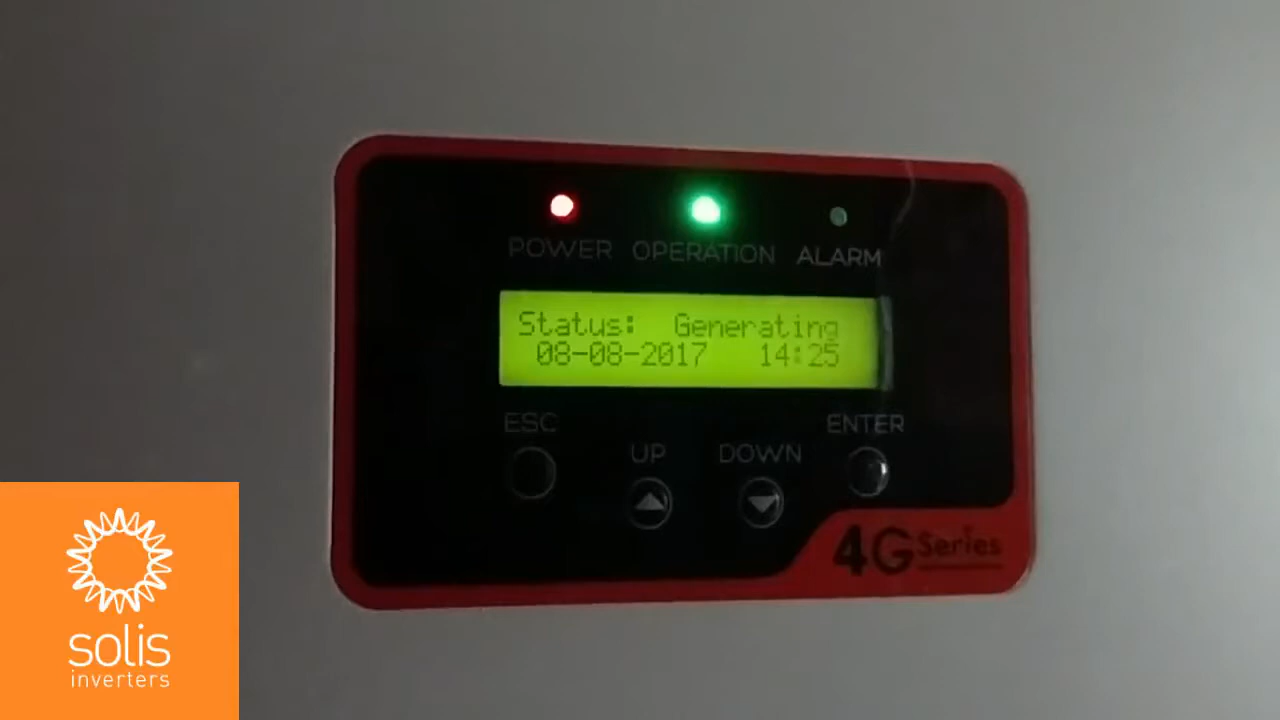 POWER OPERATION ALARM
Status: Generating
08-08-2017 14:25
ESC UP DOWN ENTER
4G Series
solis
inverters